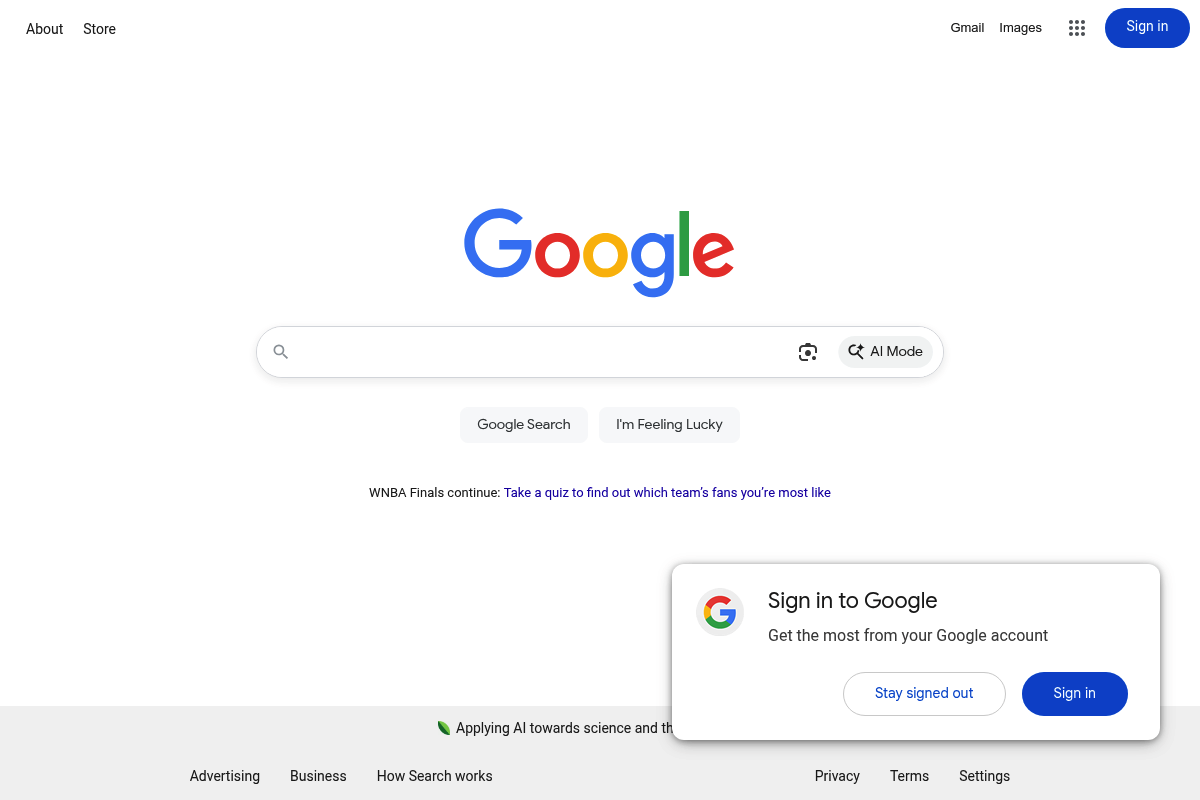 About Store
Gmail Images Sign in
Google
AI Mode
Google Search I'm Feeling Lucky
WNBA Finals continue: Take a quiz to find out which team’s fans you’re most like
Sign in to Google
Get the most from your Google account
Stay signed out Sign in
Applying AI towards science and
Advertising Business How Search works
Privacy Terms Settings